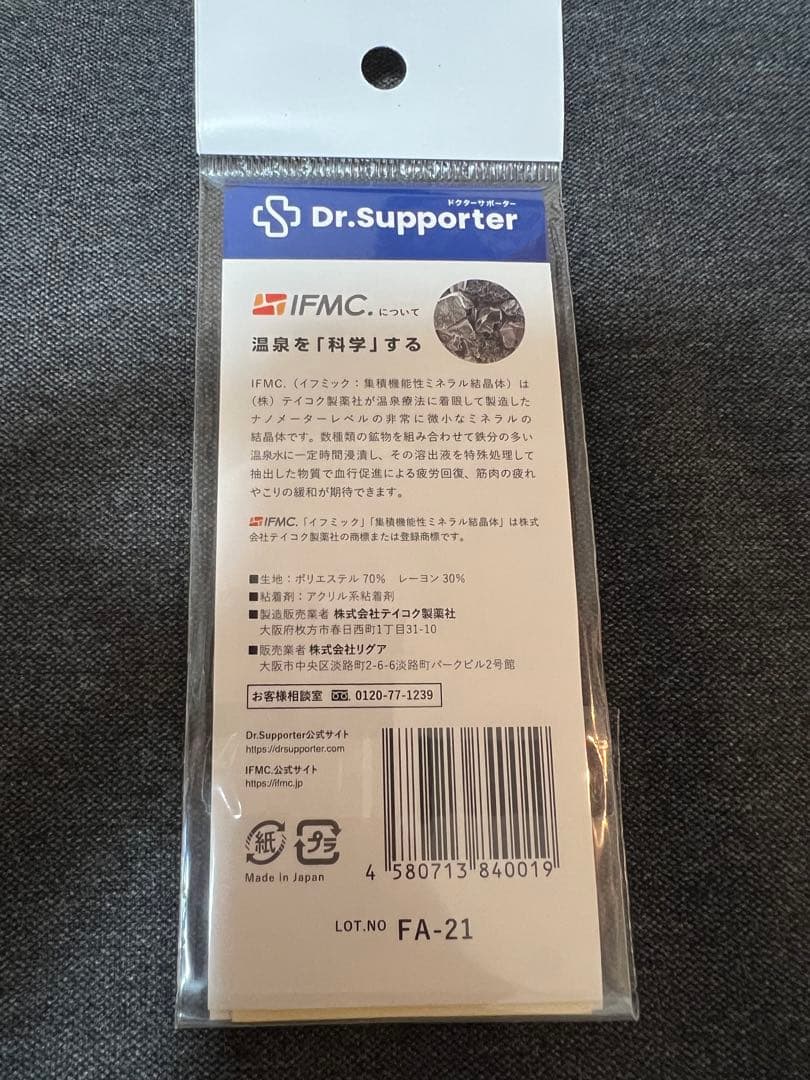 ドクターサポーター
Dr.Supporter
IFMC.について
温泉を「科学」する
IFMC.（イフミック：集積機能性ミネラル結晶体）は
（株）テイコク製薬社が温泉療法に着眼して製造した
ナノメーターレベルの非常に微小なミネラルの
結晶体です。数種類の鉱物を組み合わせて鉄分の多い
温泉水に一定時間浸漬し、その溶出液を特殊処理して
抽出した物質で血行促進による疲労回復、筋肉の疲れ
やこりの緩和が期待できます。
IFMC.「イフミック」「集積機能性ミネラル結晶体」は株式
会社テイコク製薬社の商標または登録商標です。
■生地：ポリエステル 70%　レーヨン 30%
■粘着剤：アクリル系粘着剤
■製造販売業者 株式会社テイコク製薬社
大阪府枚方市春日西町1丁目31-10
■販売業者 株式会社リグア
大阪市中央区淡路町2-6-6淡路町パークビル2号館
お客様相談室 0120-77-1239
Dr.Supporter公式サイト
https://drsupporter.com
IFMC.公式サイト
https://ifmc.jp
紙 プラ
Made in Japan
4 580713 840019
LOT.NO FA-21